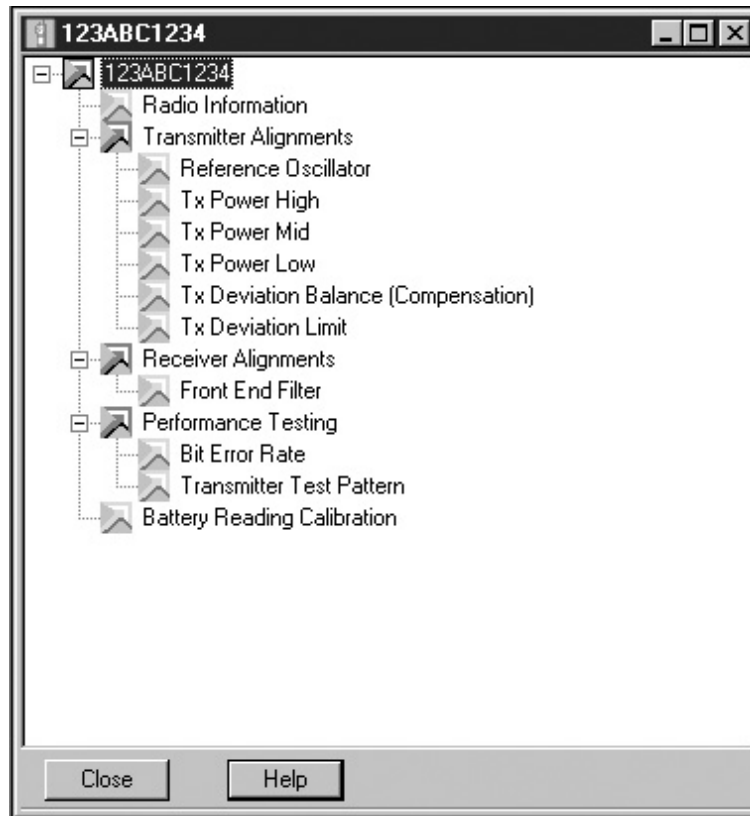 123ABC1234
123ABC1234
Radio Information
Transmitter Alignments
Reference Oscillator
Tx Power High
Tx Power Mid
Tx Power Low
Tx Deviation Balance (Compensation)
Tx Deviation Limit
Receiver Alignments
Front End Filter
Performance Testing
Bit Error Rate
Transmitter Test Pattern
Battery Reading Calibration
Close Help